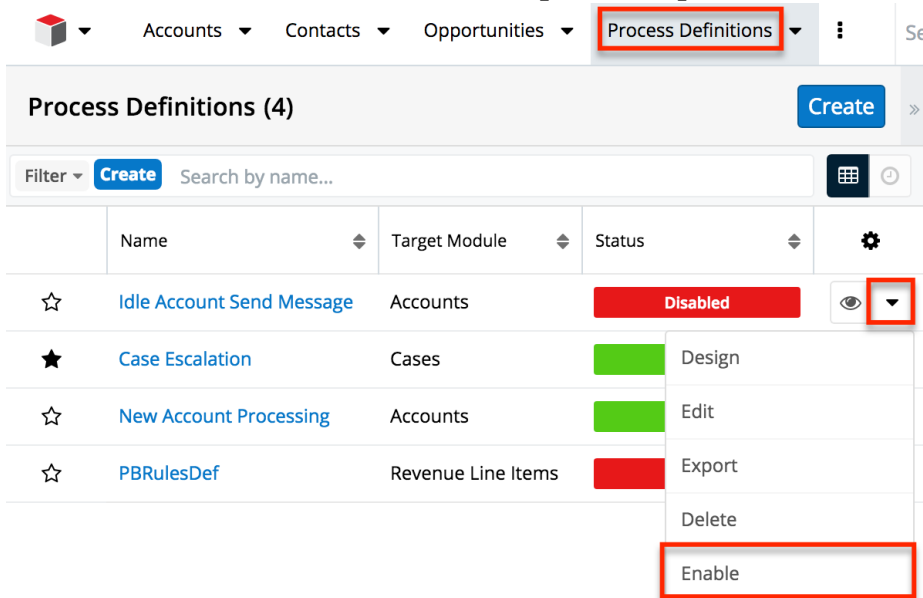 Accounts Contacts Opportunities Process Definitions Se
Process Definitions (4) Create
Filter Create Search by name...
Name Target Module Status
Idle Account Send Message Accounts Disabled
Case Escalation Cases
Design
New Account Processing Accounts
Edit
PBRulesDef Revenue Line Items
Export
Delete
Enable